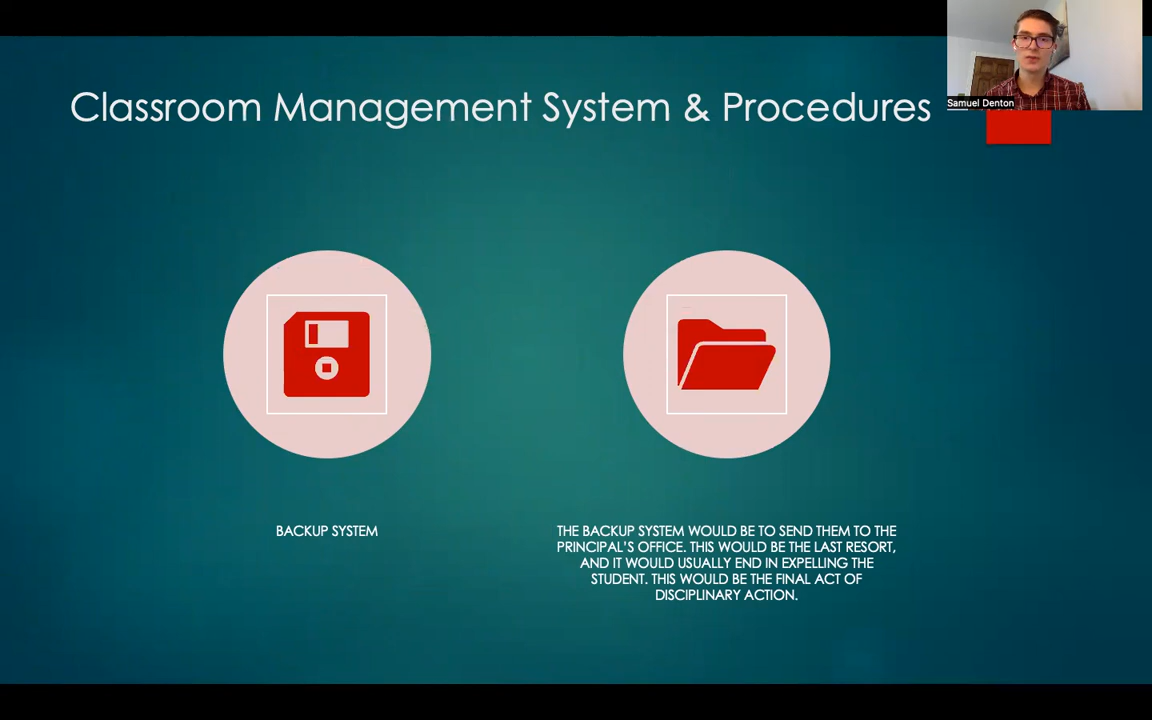 Classroom Management System & Procedures
Samuel Denton
BACKUP SYSTEM
THE BACKUP SYSTEM WOULD BE TO SEND THEM TO THE
PRINCIPAL'S OFFICE. THIS WOULD BE THE LAST RESORT,
AND IT WOULD USUALLY END IN EXPELLING THE
STUDENT. THIS WOULD BE THE FINAL ACT OF
DISCIPLINARY ACTION.